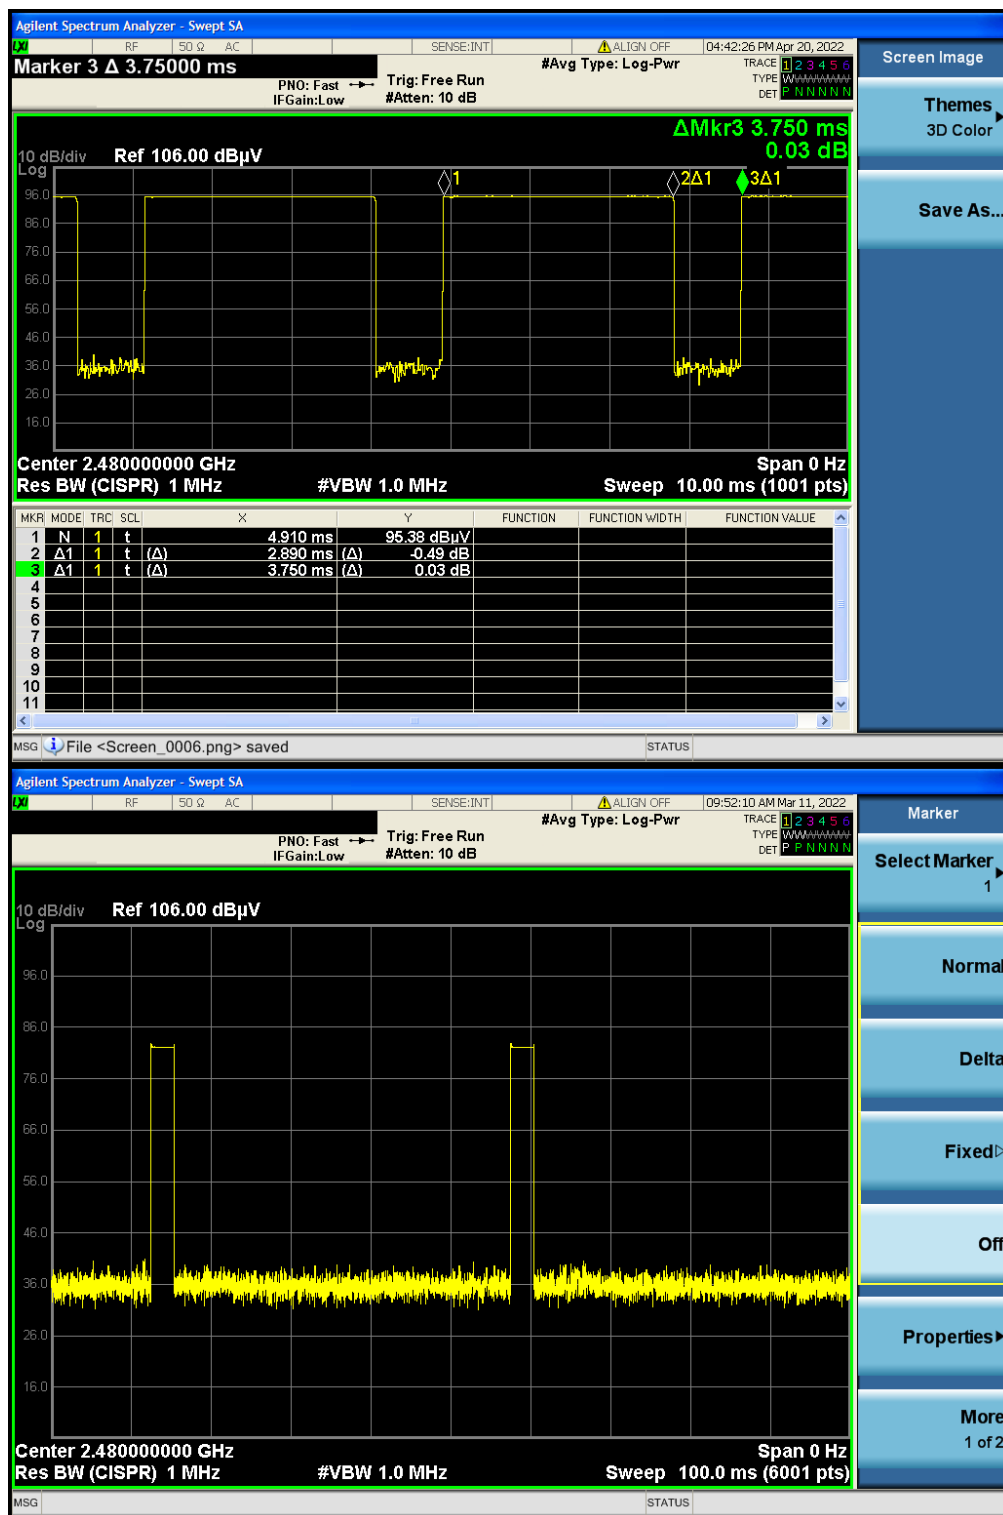 Agilent Spectrum Analyzer - Swept SA
LXI RF 50 Ω AC SENSE:INT ALIGN OFF 04:42:26 PM Apr 20, 2022
Marker 3 Δ 3.75000 ms
PNO: Fast
IFGain:Low
Trig: Free Run
#Atten: 10 dB
#Avg Type: Log-Pwr
TRACE 1 2 3 4 5 6
TYPE W
DET P N N N N N
Screen Image
Themes
3D Color
Save As...
ΔMkr3 3.750 ms
0.03 dB
10 dB/div Ref 106.00 dBµV
Log
1 2Δ1 3Δ1
96.0
86.0
76.0
66.0
56.0
46.0
36.0
26.0
16.0
Center 2.480000000 GHz Span 0 Hz
Res BW (CISPR) 1 MHz #VBW 1.0 MHz Sweep 10.00 ms (1001 pts)
MKR MODE TRC SCL X Y FUNCTION FUNCTION WIDTH FUNCTION VALUE
1 N 1 t 4.910 ms 95.38 dBµV
2 Δ1 1 t (Δ) 2.890 ms (Δ) -0.49 dB
3 Δ1 1 t (Δ) 3.750 ms (Δ) 0.03 dB
4
5
6
7
8
9
10
11
MSG File <Screen_0006.png> saved STATUS
Agilent Spectrum Analyzer - Swept SA
LXI RF 50 Ω AC SENSE:INT ALIGN OFF 09:52:10 AM Mar 11, 2022
PNO: Fast
IFGain:Low
Trig: Free Run
#Atten: 10 dB
#Avg Type: Log-Pwr
TRACE 1 2 3 4 5 6
TYPE
DET P P N N N N
Marker
Select Marker
1
Normal
Delta
Fixed
Off
Properties
More
1 of 2
10 dB/div Ref 106.00 dBµV
Log
96.0
86.0
76.0
66.0
56.0
46.0
36.0
26.0
16.0
Center 2.480000000 GHz Span 0 Hz
Res BW (CISPR) 1 MHz #VBW 1.0 MHz Sweep 100.0 ms (6001 pts)
MSG STATUS